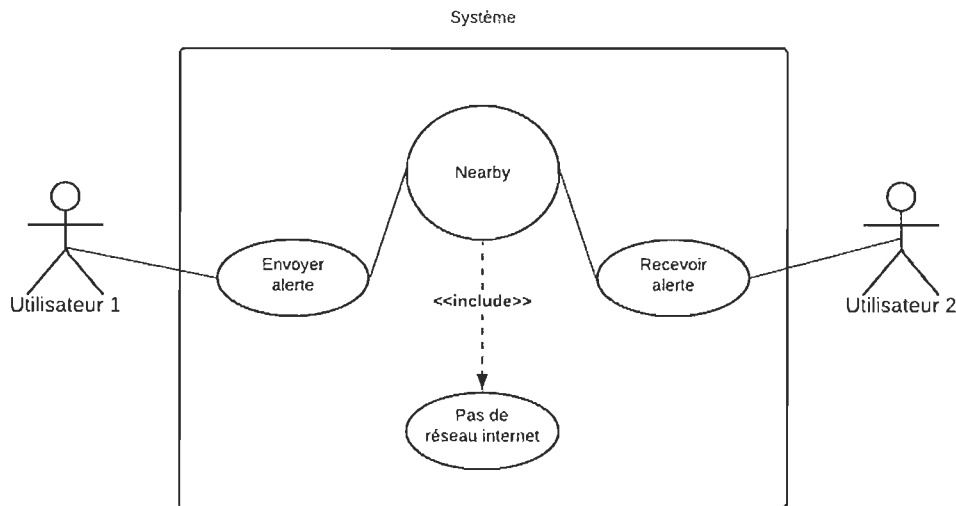 Système
Nearby
Envoyer
alerte
Recevoir
alerte
<<include>>
Utilisateur 1
Utilisateur 2
Pas de
réseau internet